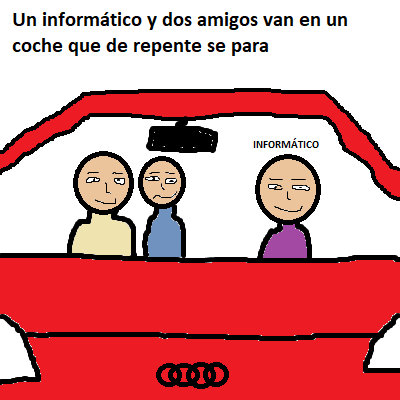 Un informático y dos amigos van en un
coche que de repente se para
INFORMÁTICO